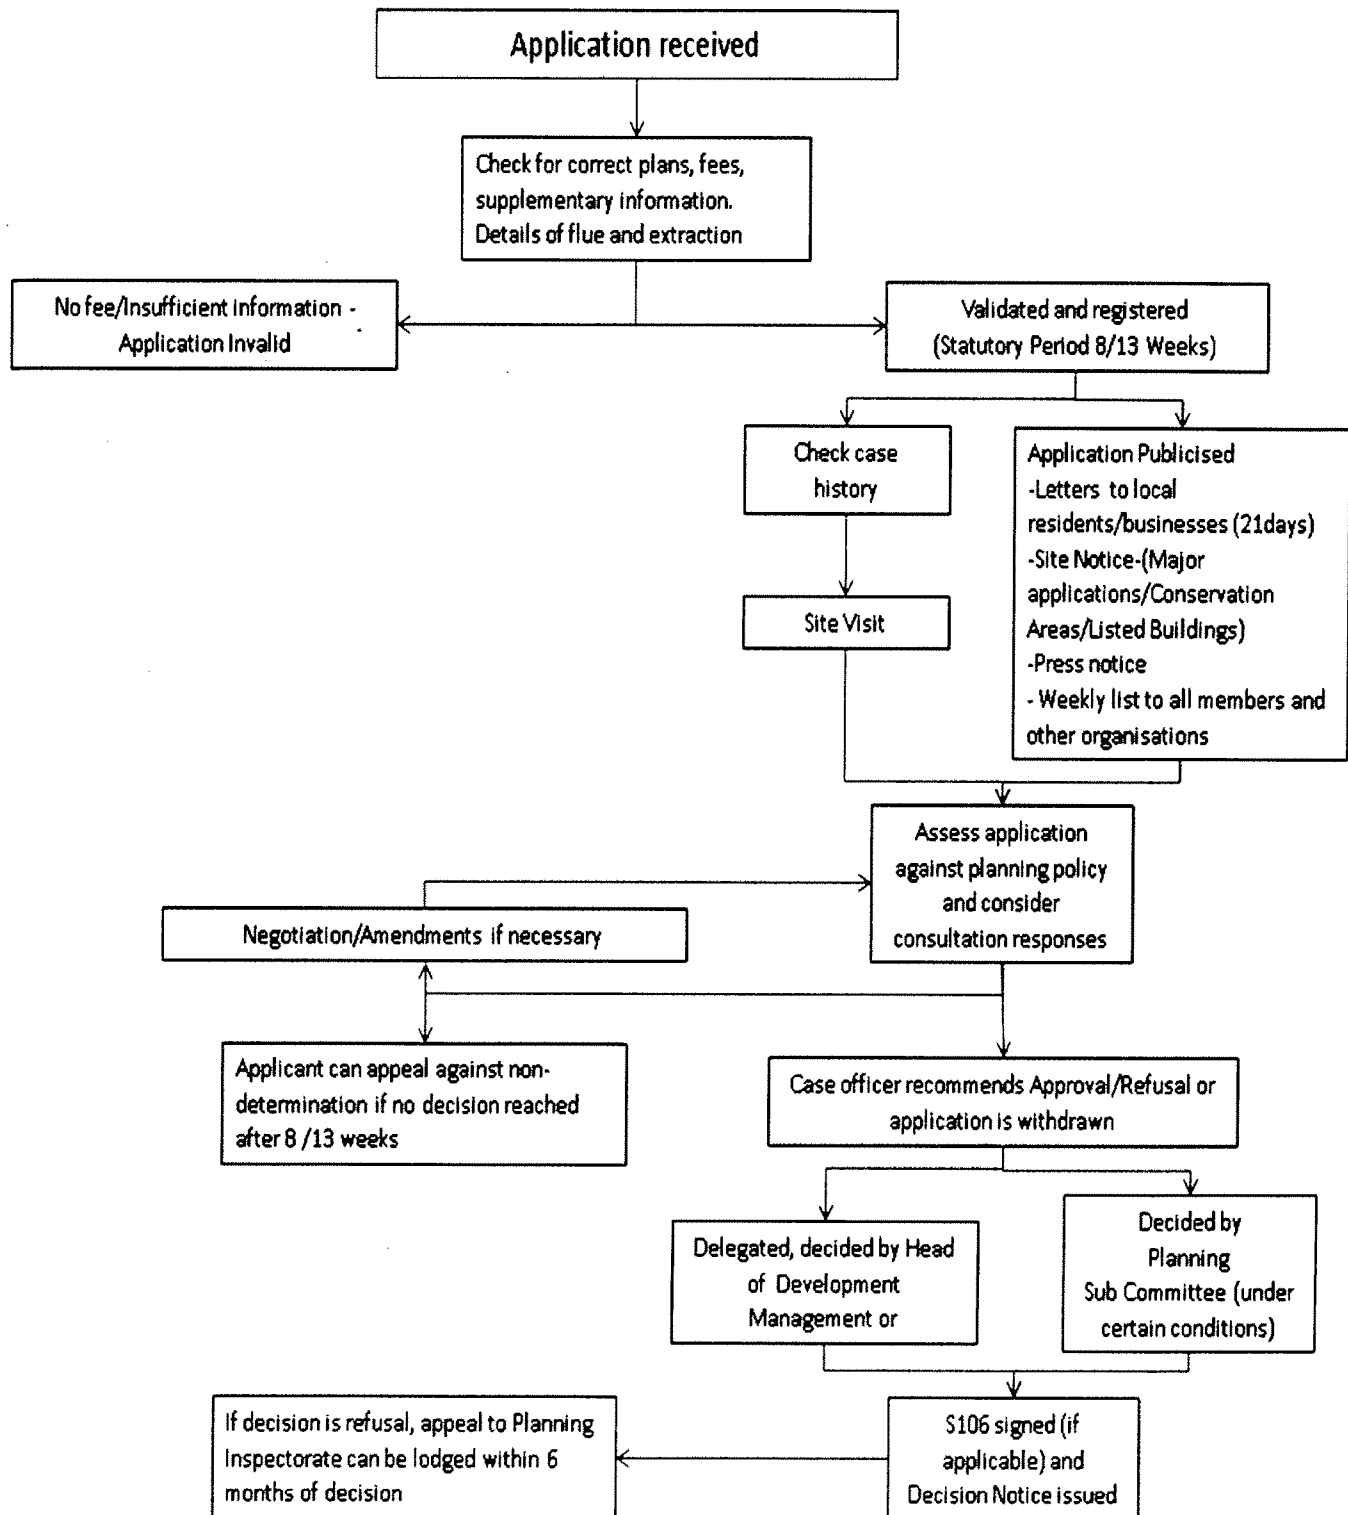 Application received
Check for correct plans, fees,
supplementary information.
Details of flue and extraction
No fee/Insufficient information -
Application Invalid
Validated and registered
(Statutory Period 8/13 Weeks)
Check case
history
Application Publicised
-Letters to local
residents/businesses (21days)
-Site Notice-(Major
applications/Conservation
Areas/Listed Buildings)
-Press notice
- Weekly list to all members and
other organisations
Site Visit
Assess application
against planning policy
and consider
consultation responses
Negotiation/Amendments if necessary
Applicant can appeal against non-
determination if no decision reached
after 8 /13 weeks
Case officer recommends Approval/Refusal or
application is withdrawn
Delegated, decided by Head
of Development
Management or
Decided by
Planning
Sub Committee (under
certain conditions)
If decision is refusal, appeal to Planning
Inspectorate can be lodged within 6
months of decision
S106 signed (if
applicable) and
Decision Notice issued